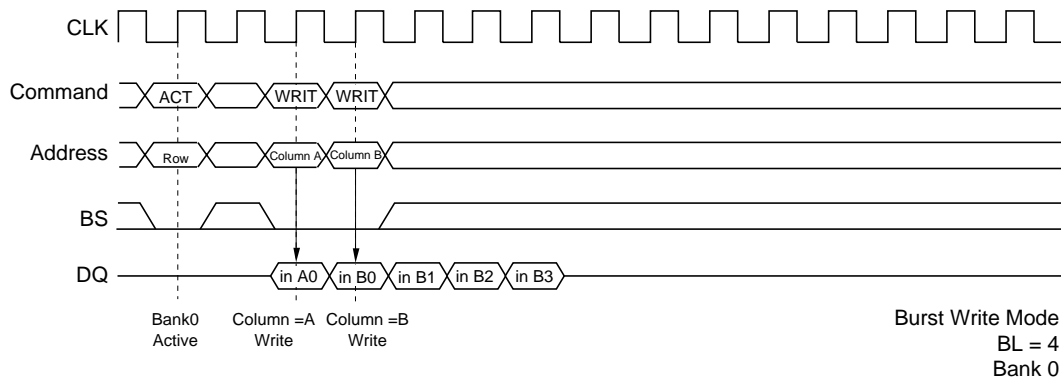 CLK
Command ACT WRIT WRIT
Address Row Column A Column B
BS
DQ in A0 in B0 in B1 in B2 in B3
Bank0 Column =A Column =B
Active Write Write
Burst Write Mode
BL = 4
Bank 0